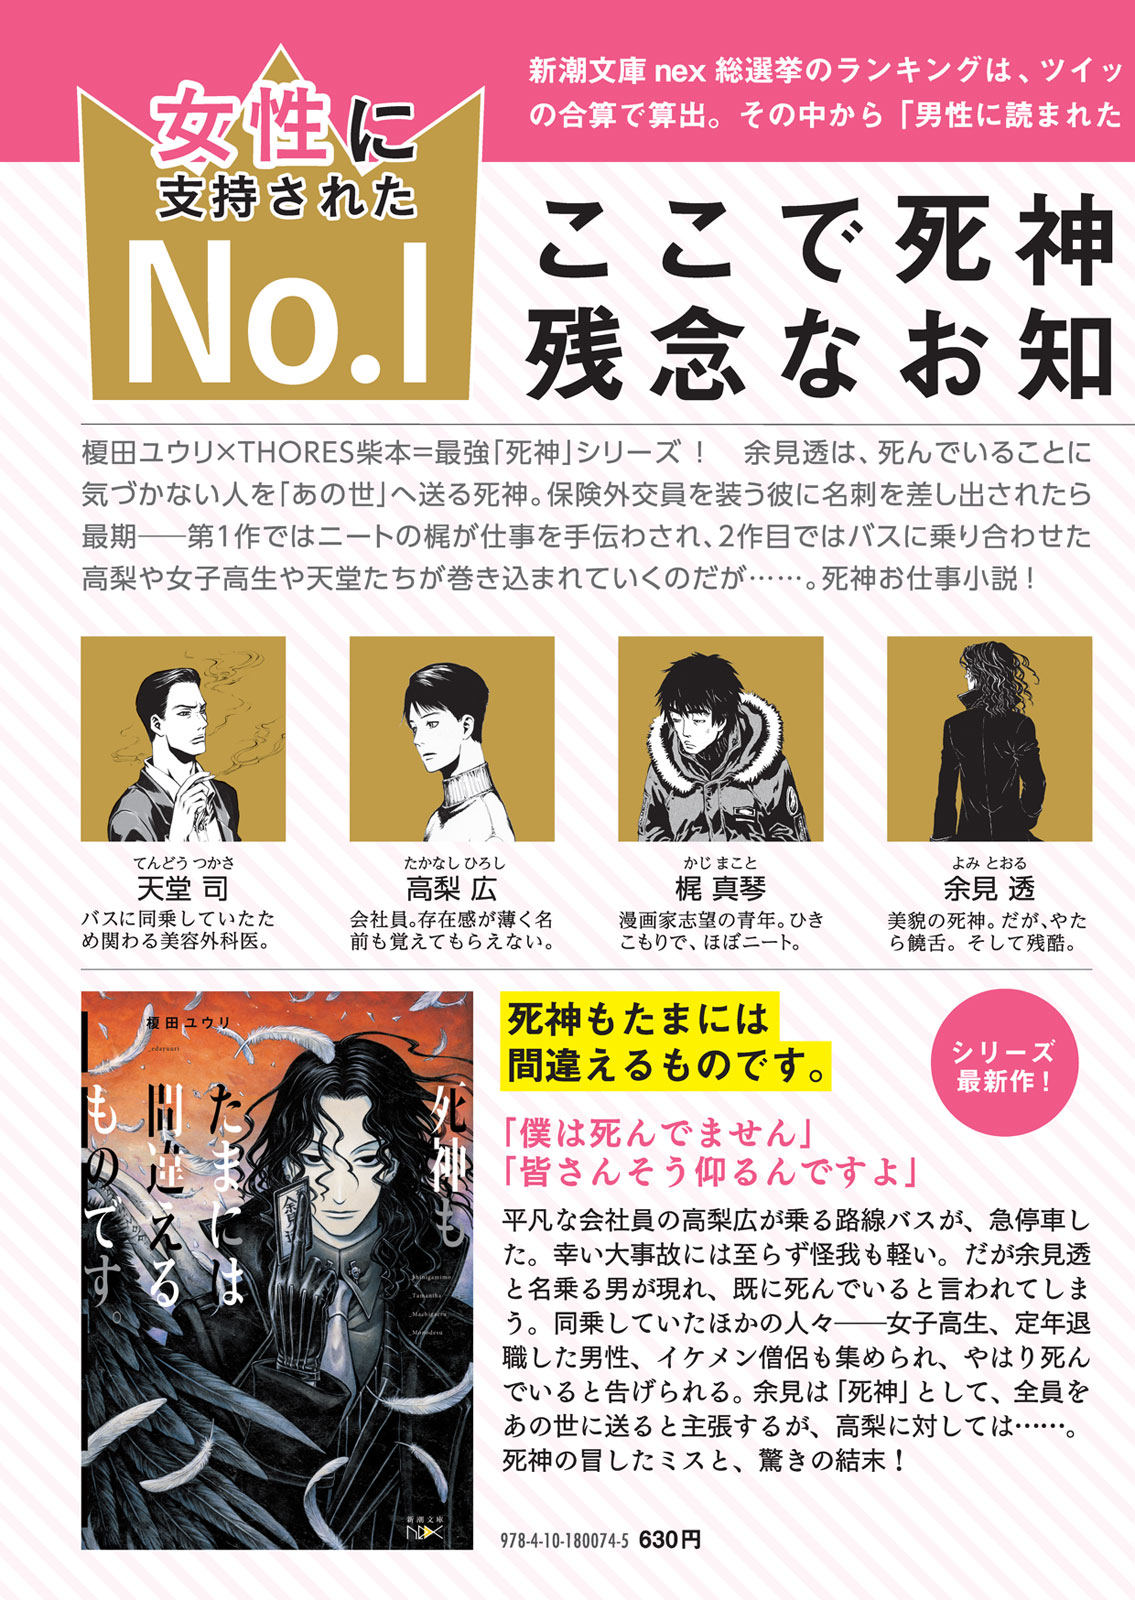 新潮文庫 nex 総選挙のランキングは、ツイッ
の合算で算出。その中から「男性に読まれた
女性に
支持された
No.1
ここで死神
残念なお知
榎田ユウリ×THORES柴本=最強「死神」シリーズ！　余見透は、死んでいることに
気づかない人を「あの世」へ送る死神。保険外交員を装う彼に名刺を差し出されたら
最期──第1作ではニートの梶が仕事を手伝わされ、2作目ではバスに乗り合わせた
高梨や女子高生や天堂たちが巻き込まれていくのだが……。死神お仕事小説！
てんどう つかさ
天堂 司
バスに同乗していたた
め関わる美容外科医。
たかなし ひろし
高梨 広
会社員。存在感が薄く名
前も覚えてもらえない。
かじ まこと
梶 真琴
漫画家志望の青年。ひき
こもりで、ほぼニート。
よみ とおる
余見 透
美貌の死神。だが、やた
ら饒舌。そして残酷。
榎田ユウリ
_edayuuri
死神も
たまには
間違える
ものです。
余見 透
_Shinigamimo
_Tamaniha
_Machigaeru
_Monodesu
新潮文庫
nex
死神もたまには
間違えるものです。
シリーズ
最新作！
「僕は死んでません」
「皆さんそう仰るんですよ」
平凡な会社員の高梨広が乗る路線バスが、急停車し
た。幸い大事故には至らず怪我も軽い。だが余見透
と名乗る男が現れ、既に死んでいると言われてしま
う。同乗していたほかの人々──女子高生、定年退
職した男性、イケメン僧侶も集められ、やはり死ん
でいると告げられる。余見は「死神」として、全員を
あの世に送ると主張するが、高梨に対しては……。
死神の冒したミスと、驚きの結末！
978-4-10-180074-5 630円